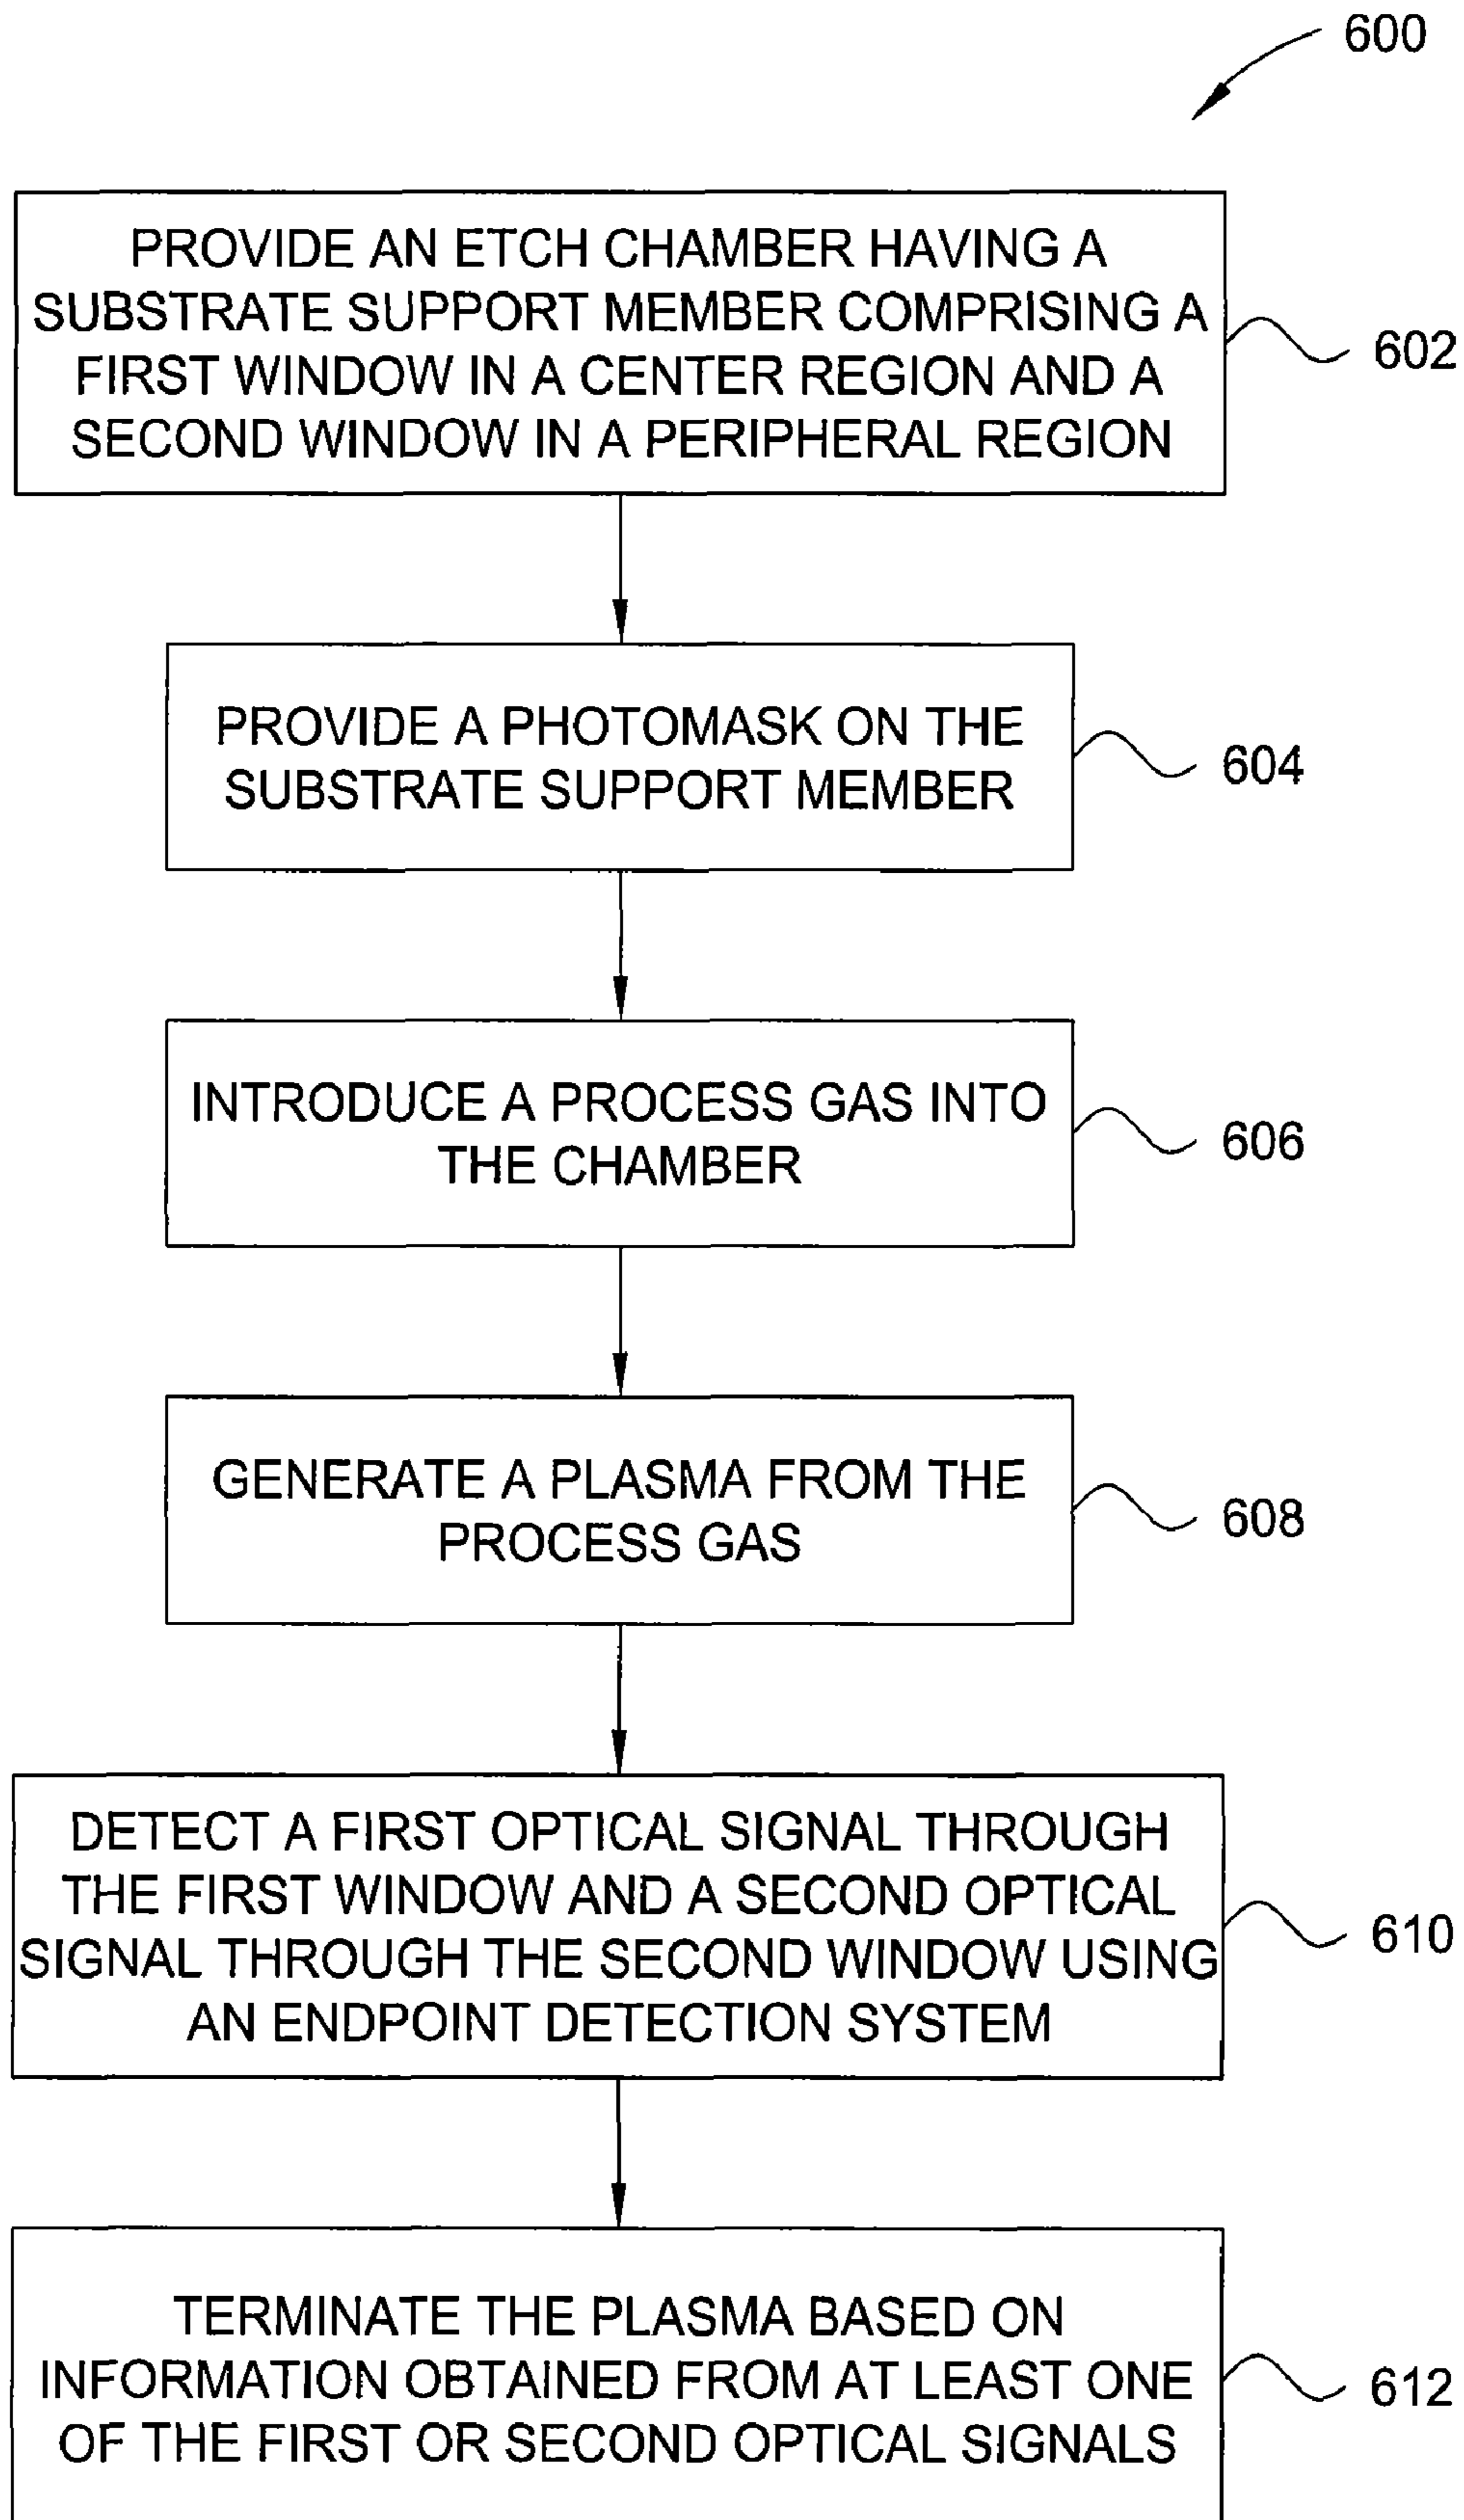 600
PROVIDE AN ETCH CHAMBER HAVING A
SUBSTRATE SUPPORT MEMBER COMPRISING A
FIRST WINDOW IN A CENTER REGION AND A
SECOND WINDOW IN A PERIPHERAL REGION
602
PROVIDE A PHOTOMASK ON THE
SUBSTRATE SUPPORT MEMBER
604
INTRODUCE A PROCESS GAS INTO
THE CHAMBER
606
GENERATE A PLASMA FROM THE
PROCESS GAS
608
DETECT A FIRST OPTICAL SIGNAL THROUGH
THE FIRST WINDOW AND A SECOND OPTICAL
SIGNAL THROUGH THE SECOND WINDOW USING
AN ENDPOINT DETECTION SYSTEM
610
TERMINATE THE PLASMA BASED ON
INFORMATION OBTAINED FROM AT LEAST ONE
OF THE FIRST OR SECOND OPTICAL SIGNALS
612